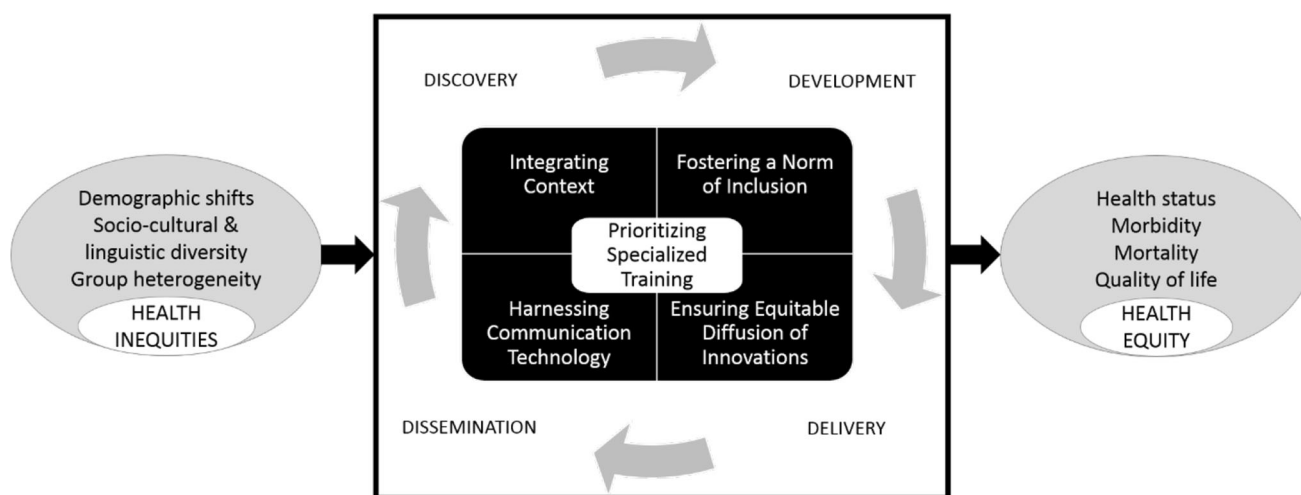 Demographic shifts
Socio-cultural &
linguistic diversity
Group heterogeneity
HEALTH
INEQUITIES
DISCOVERY
DEVELOPMENT
Integrating
Context
Fostering a Norm
of Inclusion
Prioritizing
Specialized
Training
Harnessing
Communication
Technology
Ensuring Equitable
Diffusion of
Innovations
DISSEMINATION
DELIVERY
Health status
Morbidity
Mortality
Quality of life
HEALTH
EQUITY